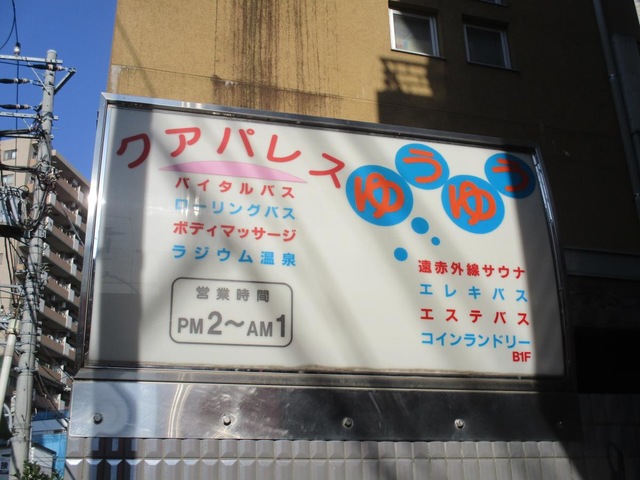 クアパレス
ゆうゆう
バイタルバス
ローリングバス
ボディマッサージ
ラジウム温泉
営業時間
PM2〜AM1
遠赤外線サウナ
エレキバス
エステバス
コインランドリー
B1F